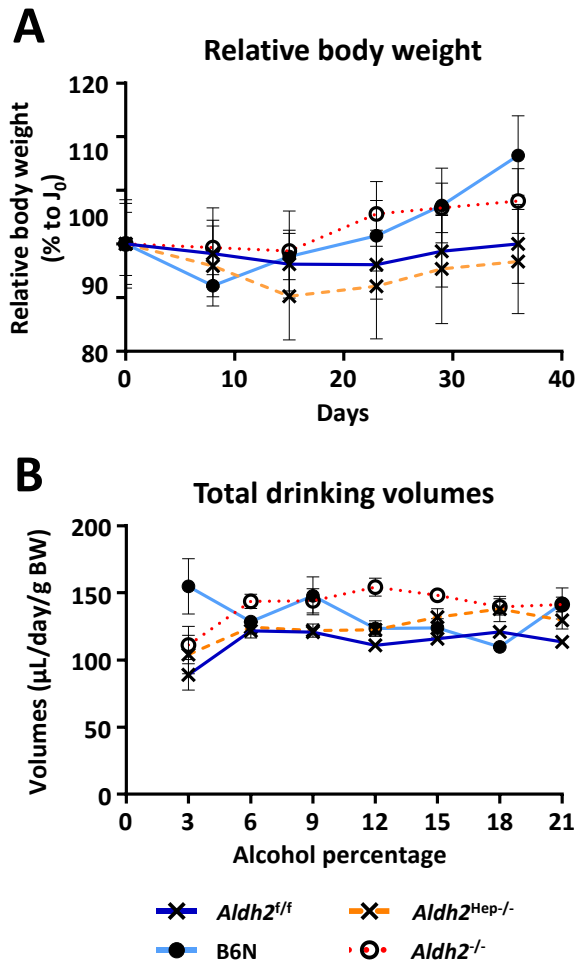 A
Relative body weight
Relative body weight
(% to J0)
120
110
100
90
80
0 10 20 30 40
Days
B
Total drinking volumes
Volumes (µL/day/g BW)
200
150
100
50
0
0 3 6 9 12 15 18 21
Alcohol percentage
Aldh2f/f
Aldh2Hep-/-
B6N
Aldh2-/-